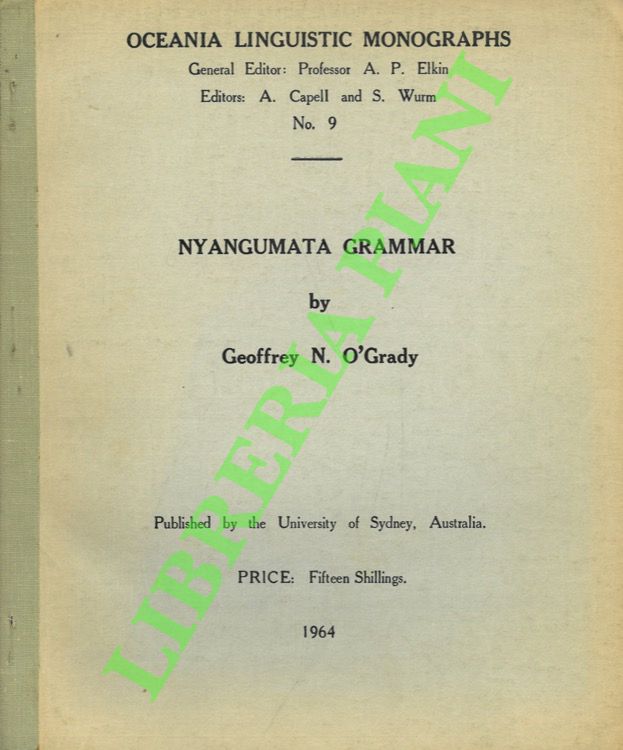 OCEANIA LINGUISTIC MONOGRAPHS
General Editor: Professor A. P. Elkin
Editors: A. Capell and S. Wurm
No. 9
NYANGUMATA GRAMMAR
by
Geoffrey N. O'Grady
Published by the University of Sydney, Australia.
PRICE: Fifteen Shillings.
1964
LIBRERIA PIANI